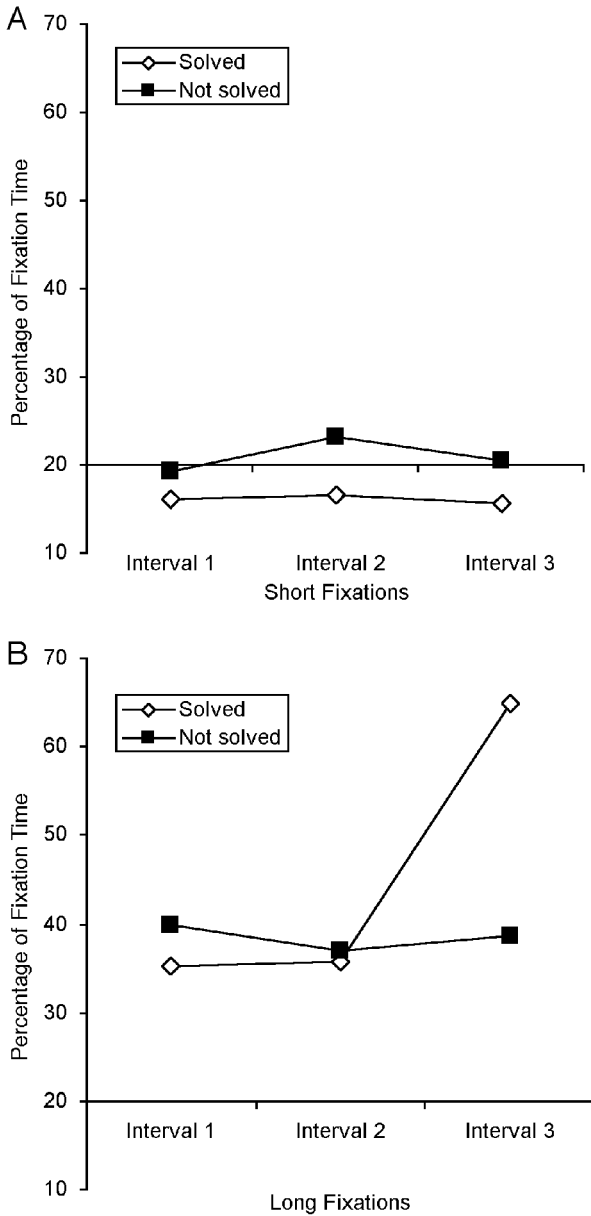 A
Percentage of Fixation Time
70
60
50
40
30
20
10
Solved
Not solved
Interval 1 Interval 2 Interval 3
Short Fixations
B
Percentage of Fixation Time
70
60
50
40
30
20
10
Solved
Not solved
Interval 1 Interval 2 Interval 3
Long Fixations